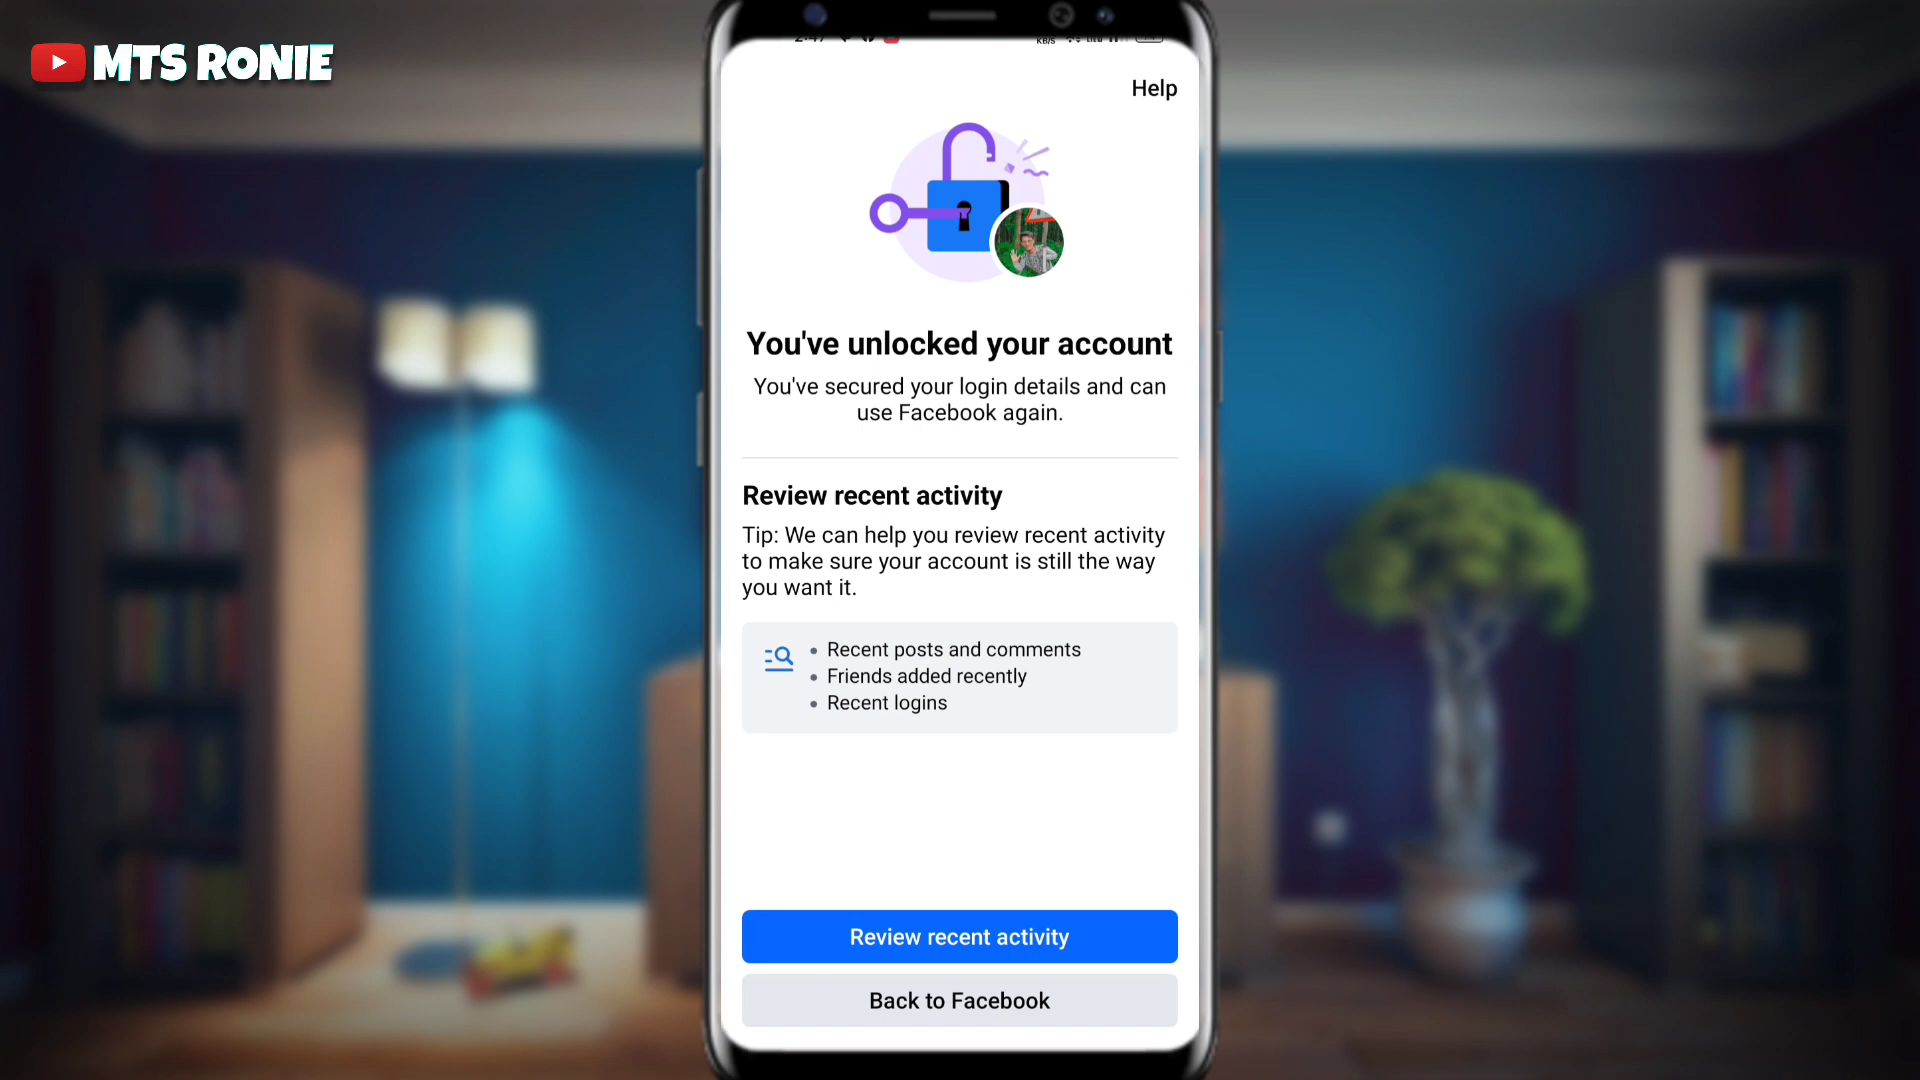 MTS RONIE
Help
You've unlocked your account
You've secured your login details and can
use Facebook again.
Review recent activity
Tip: We can help you review recent activity
to make sure your account is still the way
you want it.
• Recent posts and comments
• Friends added recently
• Recent logins
Review recent activity
Back to Facebook